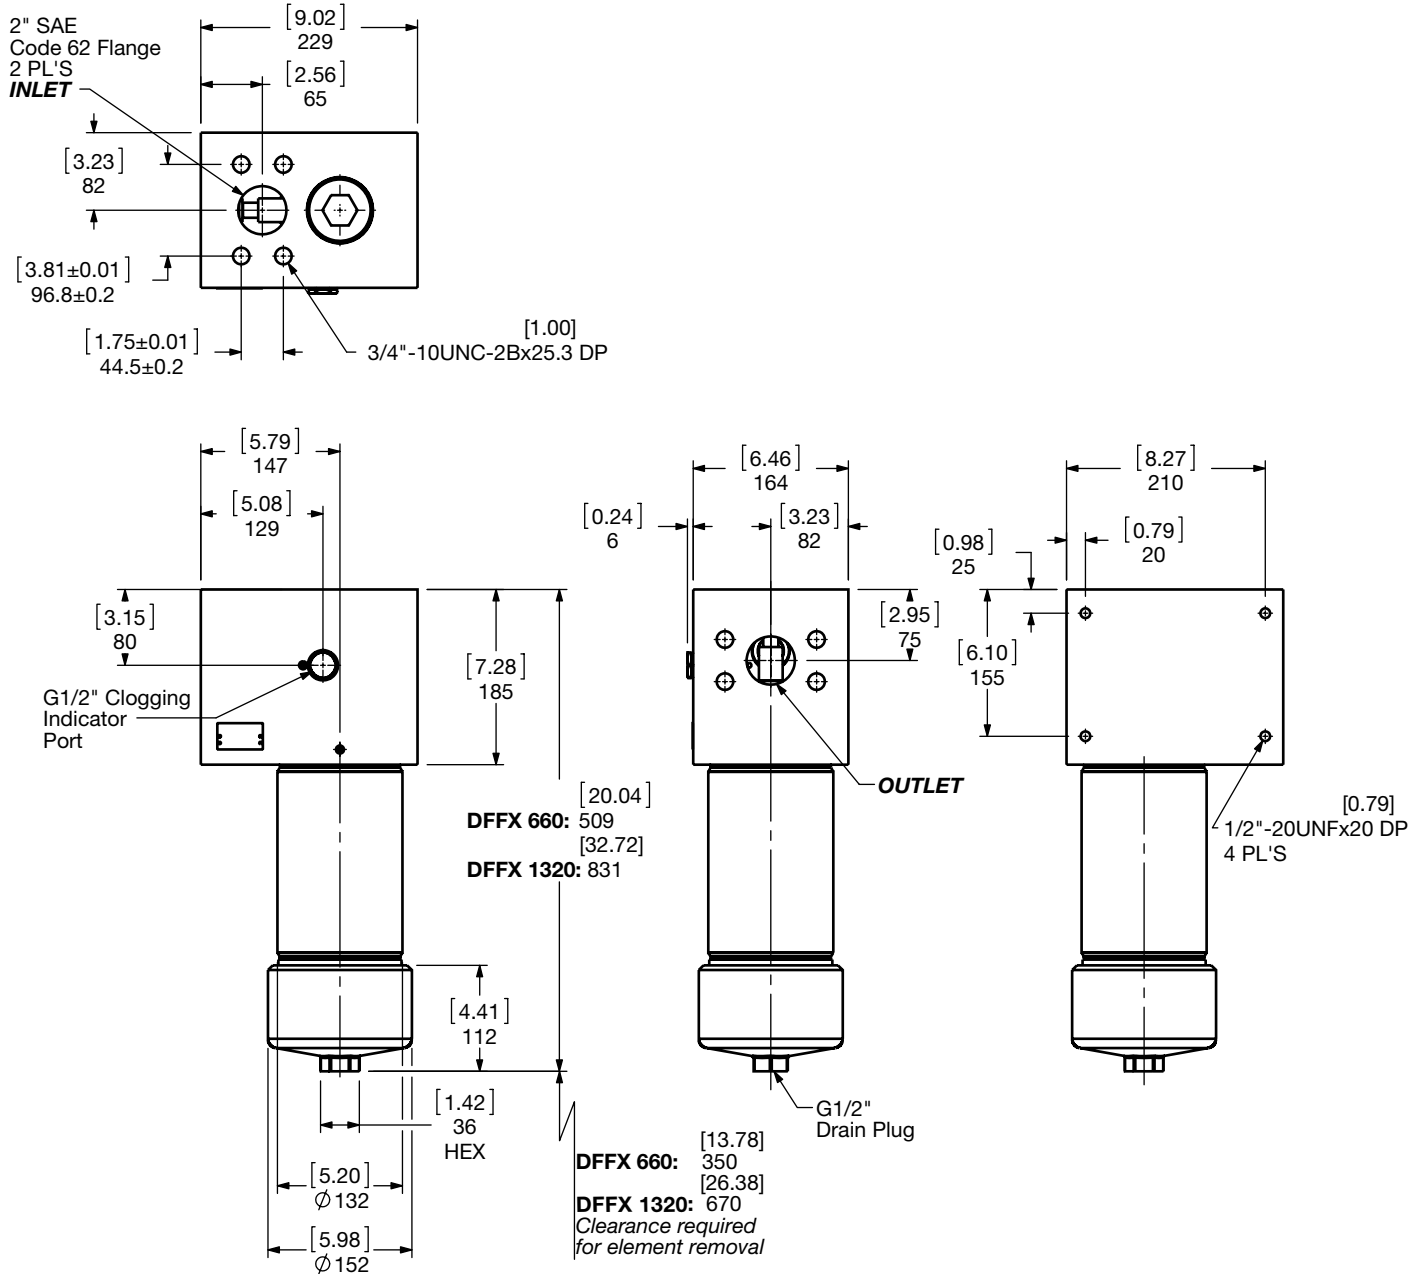 2" SAE
Code 62 Flange
2 PL'S
INLET
[9.02]
229
[2.56]
65
[3.23]
82
[3.81±0.01]
96.8±0.2
[1.75±0.01]
44.5±0.2
[1.00]
3/4"-10UNC-2Bx25.3 DP
[5.79]
147
[5.08]
129
[3.15]
80
G1/2" Clogging
Indicator
Port
[7.28]
185
[20.04]
DFFX 660: 509
[32.72]
DFFX 1320: 831
[4.41]
112
[1.42]
36
HEX
[5.20]
∅132
[5.98]
∅152
[13.78]
DFFX 660: 350
[26.38]
DFFX 1320: 670
Clearance required
for element removal
[6.46]
164
[0.24]
6
[3.23]
82
[2.95]
75
OUTLET
G1/2"
Drain Plug
[8.27]
210
[0.98]
25
[0.79]
20
[6.10]
155
[0.79]
1/2"-20UNFx20 DP
4 PL'S